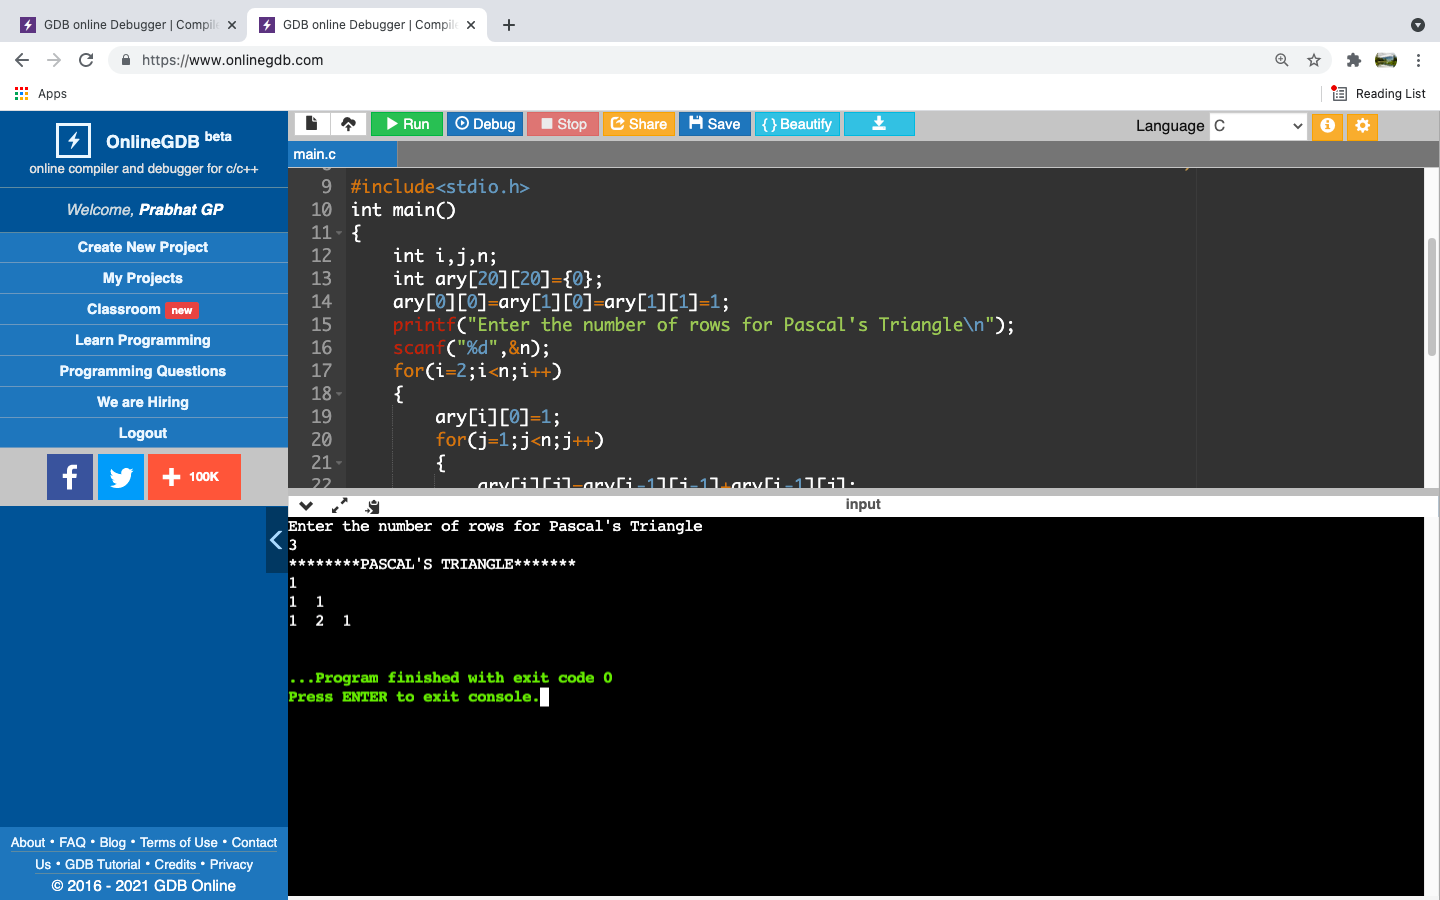 GDB online Debugger | Compile
GDB online Debugger | Compile
https://www.onlinegdb.com
Apps
Reading List
OnlineGDB beta
online compiler and debugger for c/c++
Welcome, Prabhat GP
Create New Project
My Projects
Classroom new
Learn Programming
Programming Questions
We are Hiring
Logout
100K
About • FAQ • Blog • Terms of Use • Contact
Us • GDB Tutorial • Credits • Privacy
© 2016 - 2021 GDB Online
Run Debug Stop Share Save { } Beautify
Language C
main.c
9 #include<stdio.h>
10 int main()
11 {
12 int i,j,n;
13 int ary[20][20]={0};
14 ary[0][0]=ary[1][0]=ary[1][1]=1;
15 printf("Enter the number of rows for Pascal's Triangle\n");
16 scanf("%d",&n);
17 for(i=2;i<n;i++)
18 {
19 ary[i][0]=1;
20 for(j=1;j<n;j++)
21 {
22 ary[i][j]=ary[i-1][j-1]+ary[i-1][j];
input
Enter the number of rows for Pascal's Triangle
3
********PASCAL'S TRIANGLE*******
1
1 1
1 2 1
...Program finished with exit code 0
Press ENTER to exit console.